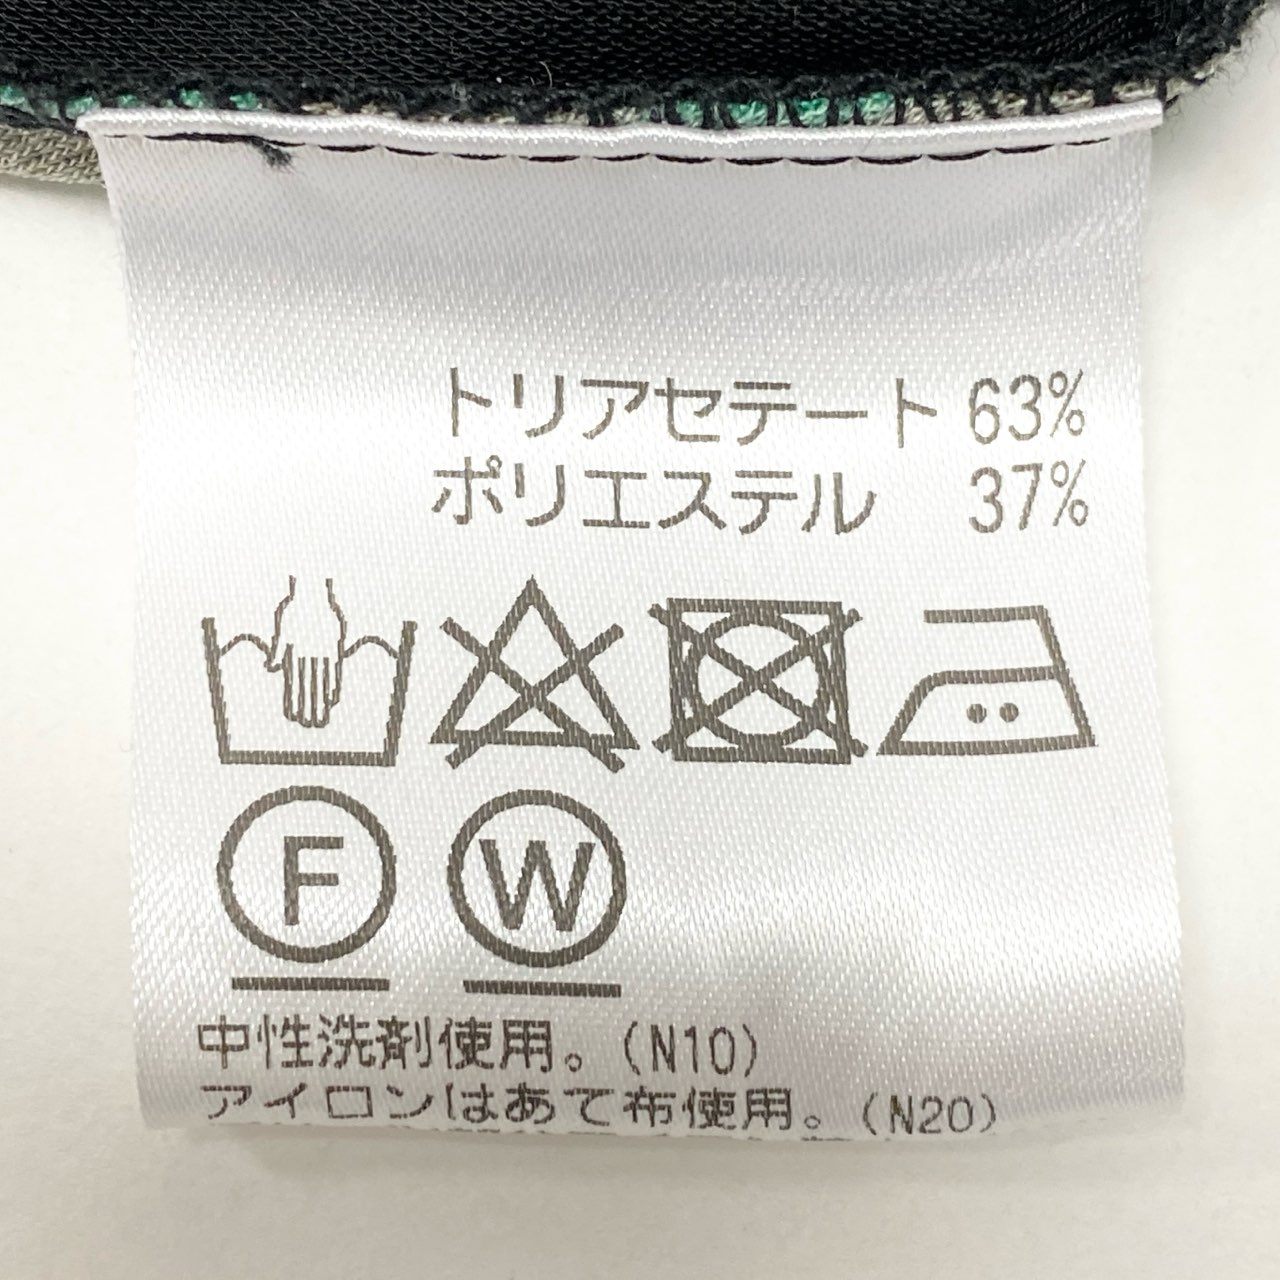 トリアセテート 63%
ポリエステル 37%
F W
中性洗剤使用。(N10)
アイロンはあて布使用。(N20)